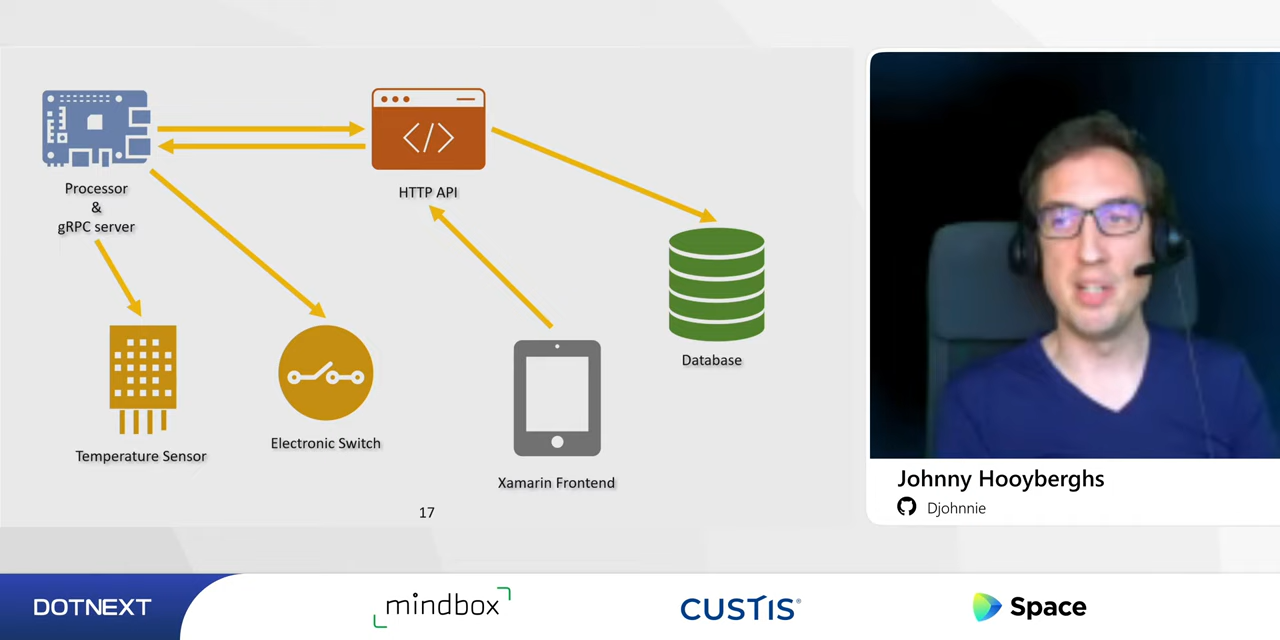 Processor
&
gRPC server
HTTP API
Database
Temperature Sensor
Electronic Switch
Xamarin Frontend
17
Johnny Hooyberghs
Djohnnie
DOTNEXT
mindbox
CUSTIS®
Space